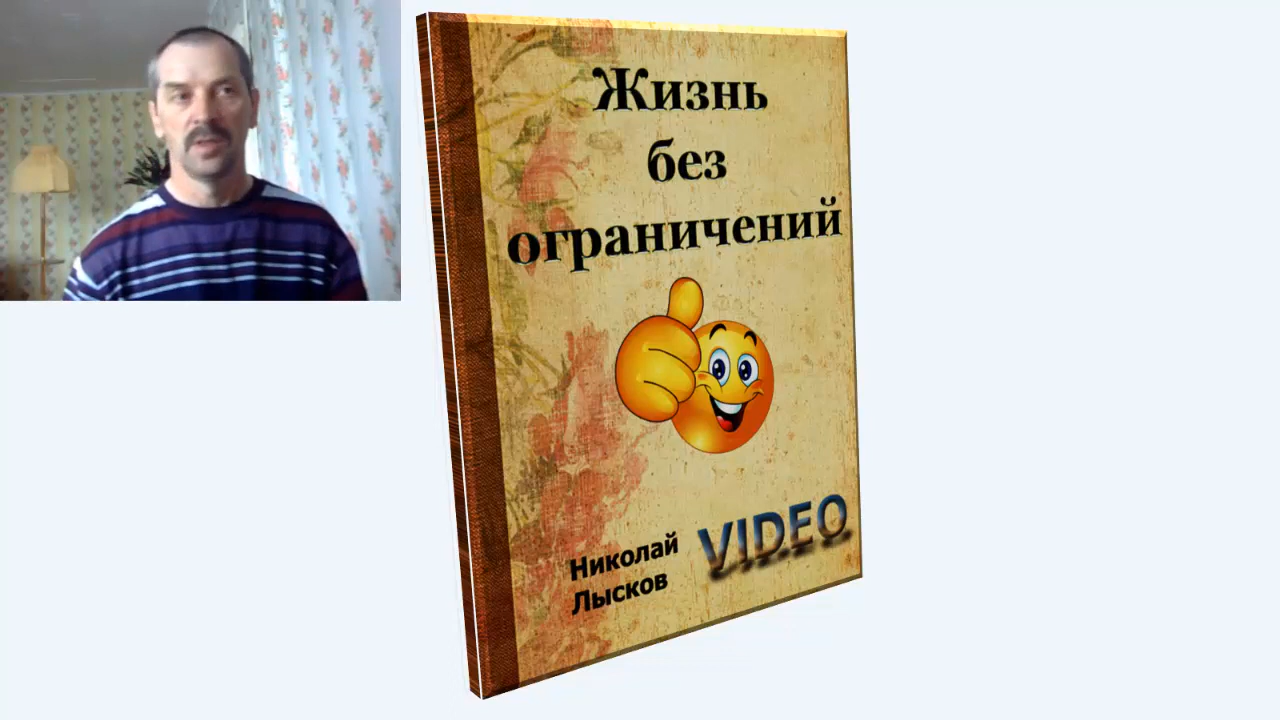 Жизнь
без
ограничений
VIDEO
Николай
Лысков